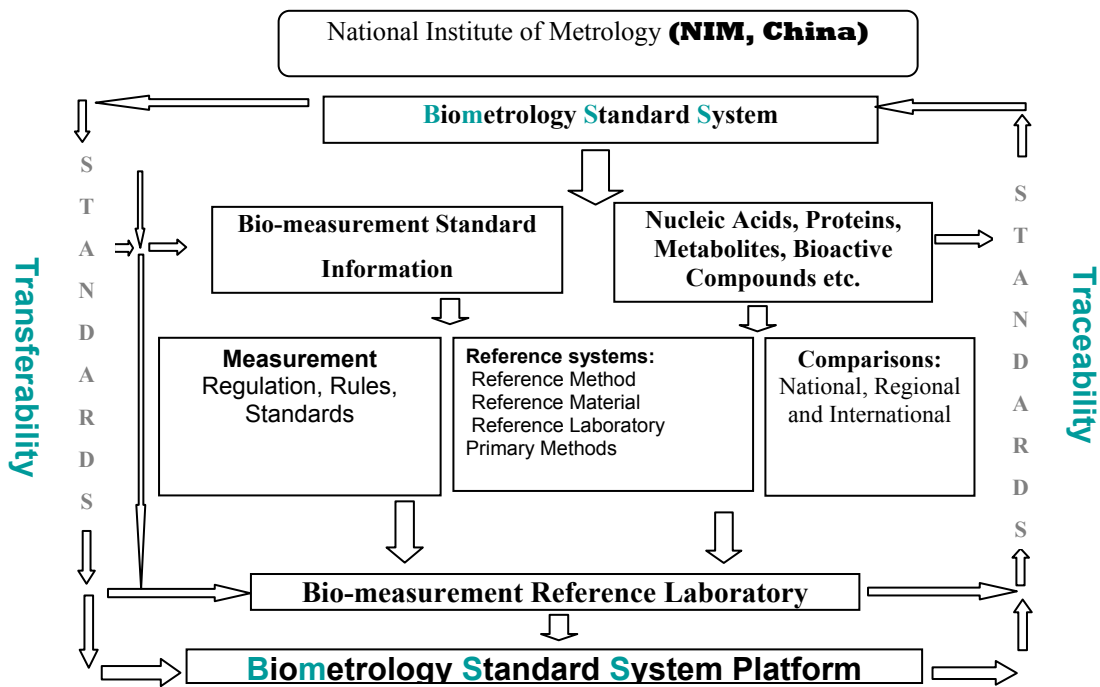 National Institute of Metrology (NIM, China)
Biometrology Standard System
Transferability
STANDARDS
Bio-measurement Standard
Information
Nucleic Acids, Proteins,
Metabolites, Bioactive
Compounds etc.
STANDARDS
Traceability
Measurement
Regulation, Rules,
Standards
Reference systems:
Reference Method
Reference Material
Reference Laboratory
Primary Methods
Comparisons:
National, Regional
and International
Bio-measurement Reference Laboratory
Biometrology Standard System Platform